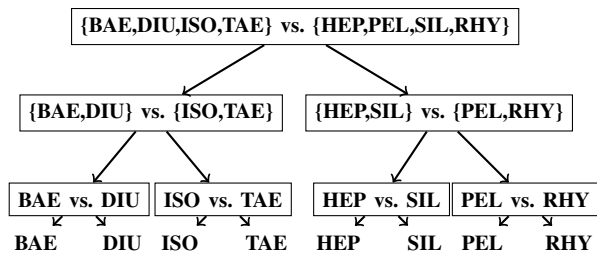 {BAE,DIU,ISO,TAE} vs. {HEP,PEL,SIL,RHY}
{BAE,DIU} vs. {ISO,TAE} {HEP,SIL} vs. {PEL,RHY}
BAE vs. DIU ISO vs. TAE HEP vs. SIL PEL vs. RHY
BAE DIU ISO TAE HEP SIL PEL RHY